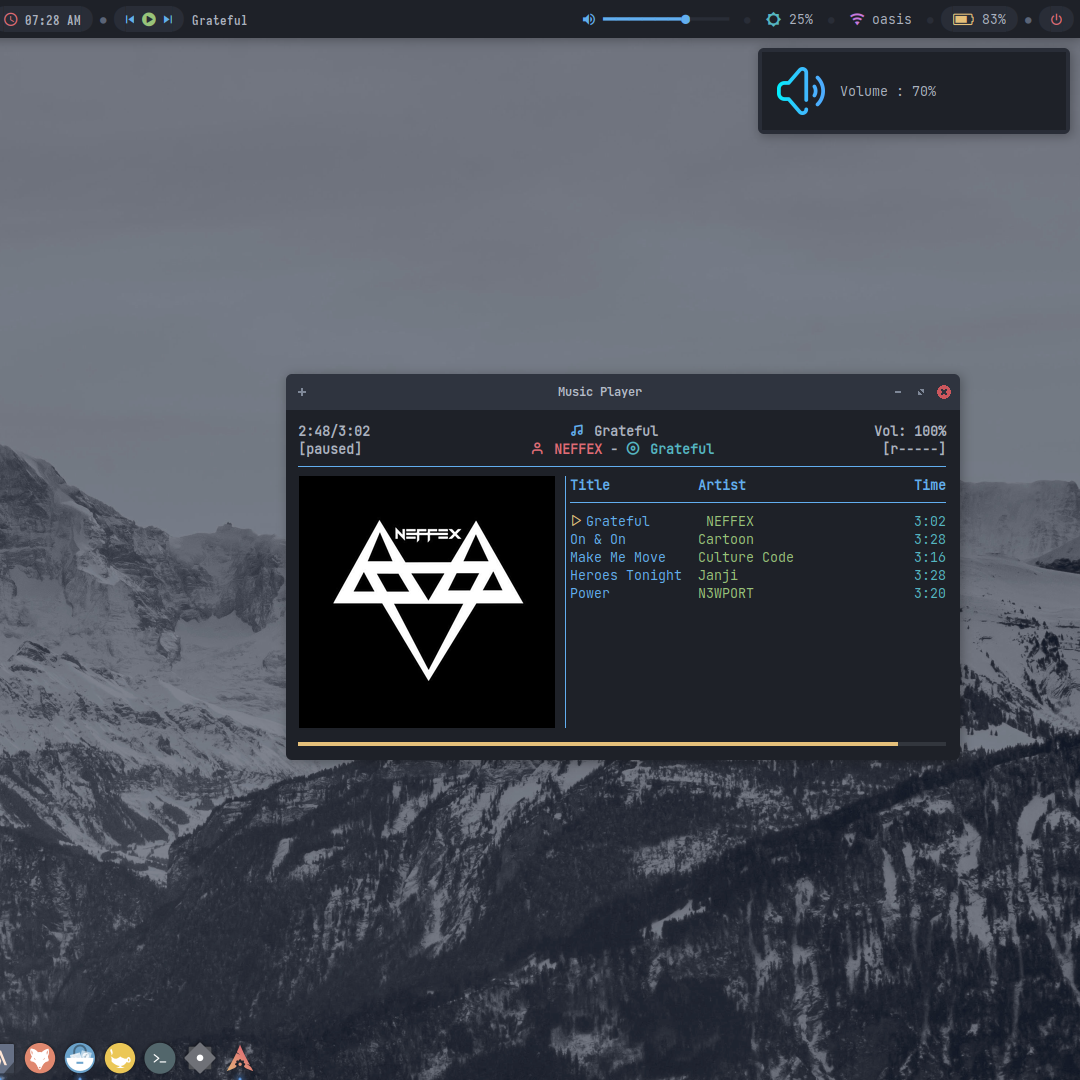 07:28 AM
Grateful
25%
oasis
83%
Volume : 70%
Music Player
2:48/3:02
Grateful
Vol: 100%
[paused]
NEFFEX - Grateful
[r-----]
NEFFEX
Title Artist Time
Grateful NEFFEX 3:02
On & On Cartoon 3:28
Make Me Move Culture Code 3:16
Heroes Tonight Janji 3:28
Power N3WPORT 3:20